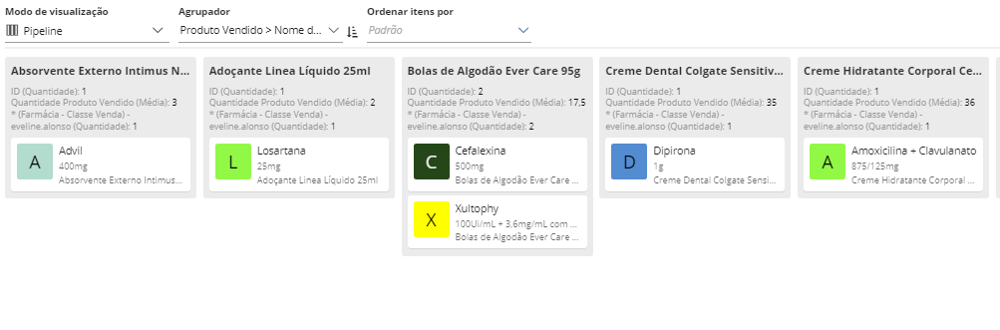 Modo de visualização
Pipeline
Agrupador
Produto Vendido > Nome d...
Ordenar itens por
Padrão
Absorvente Externo Intimus N...
ID (Quantidade): 1
Quantidade Produto Vendido (Média): 3
* (Farmácia - Classe Venda) -
eveline.alonso (Quantidade): 1
A
Advil
400mg
Absorvente Externo Intimus...
Adoçante Linea Líquido 25ml
ID (Quantidade): 1
Quantidade Produto Vendido (Média): 2
* (Farmácia - Classe Venda) -
eveline.alonso (Quantidade): 1
L
Losartana
25mg
Adoçante Linea Líquido 25ml
Bolas de Algodão Ever Care 95g
ID (Quantidade): 2
Quantidade Produto Vendido (Média): 17,5
* (Farmácia - Classe Venda) -
eveline.alonso (Quantidade): 2
C
Cefalexina
500mg
Bolas de Algodão Ever Care ...
X
Xultophy
100Ui/mL + 3,6mg/mL com ...
Bolas de Algodão Ever Care ...
Creme Dental Colgate Sensitiv...
ID (Quantidade): 1
Quantidade Produto Vendido (Média): 35
* (Farmácia - Classe Venda) -
eveline.alonso (Quantidade): 1
D
Dipirona
1g
Creme Dental Colgate Sensi...
Creme Hidratante Corporal Ce...
ID (Quantidade): 1
Quantidade Produto Vendido (Média): 36
* (Farmácia - Classe Venda) -
eveline.alonso (Quantidade): 1
A
Amoxicilina + Clavulanato
875/125mg
Creme Hidratante Corporal ...